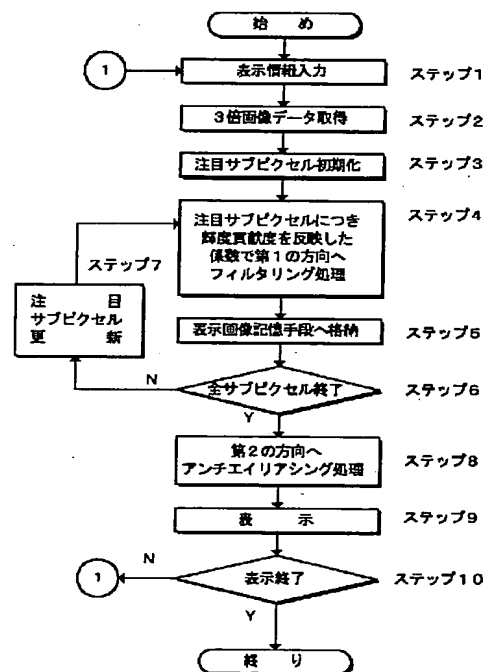 始め
1
表示情報入力
ステップ1
3倍画像データ取得
ステップ2
注目サブピクセル初期化
ステップ3
注目サブピクセルにつき
輝度貢献度を反映した
係数で第1の方向へ
フィルタリング処理
ステップ4
ステップ7
注目
サブピクセル
更新
表示画像記憶手段へ格納
ステップ5
N
全サブピクセル終了
ステップ6
Y
第2の方向へ
アンチエイリアシング処理
ステップ8
表示
ステップ9
N
1
表示終了
ステップ10
Y
終り